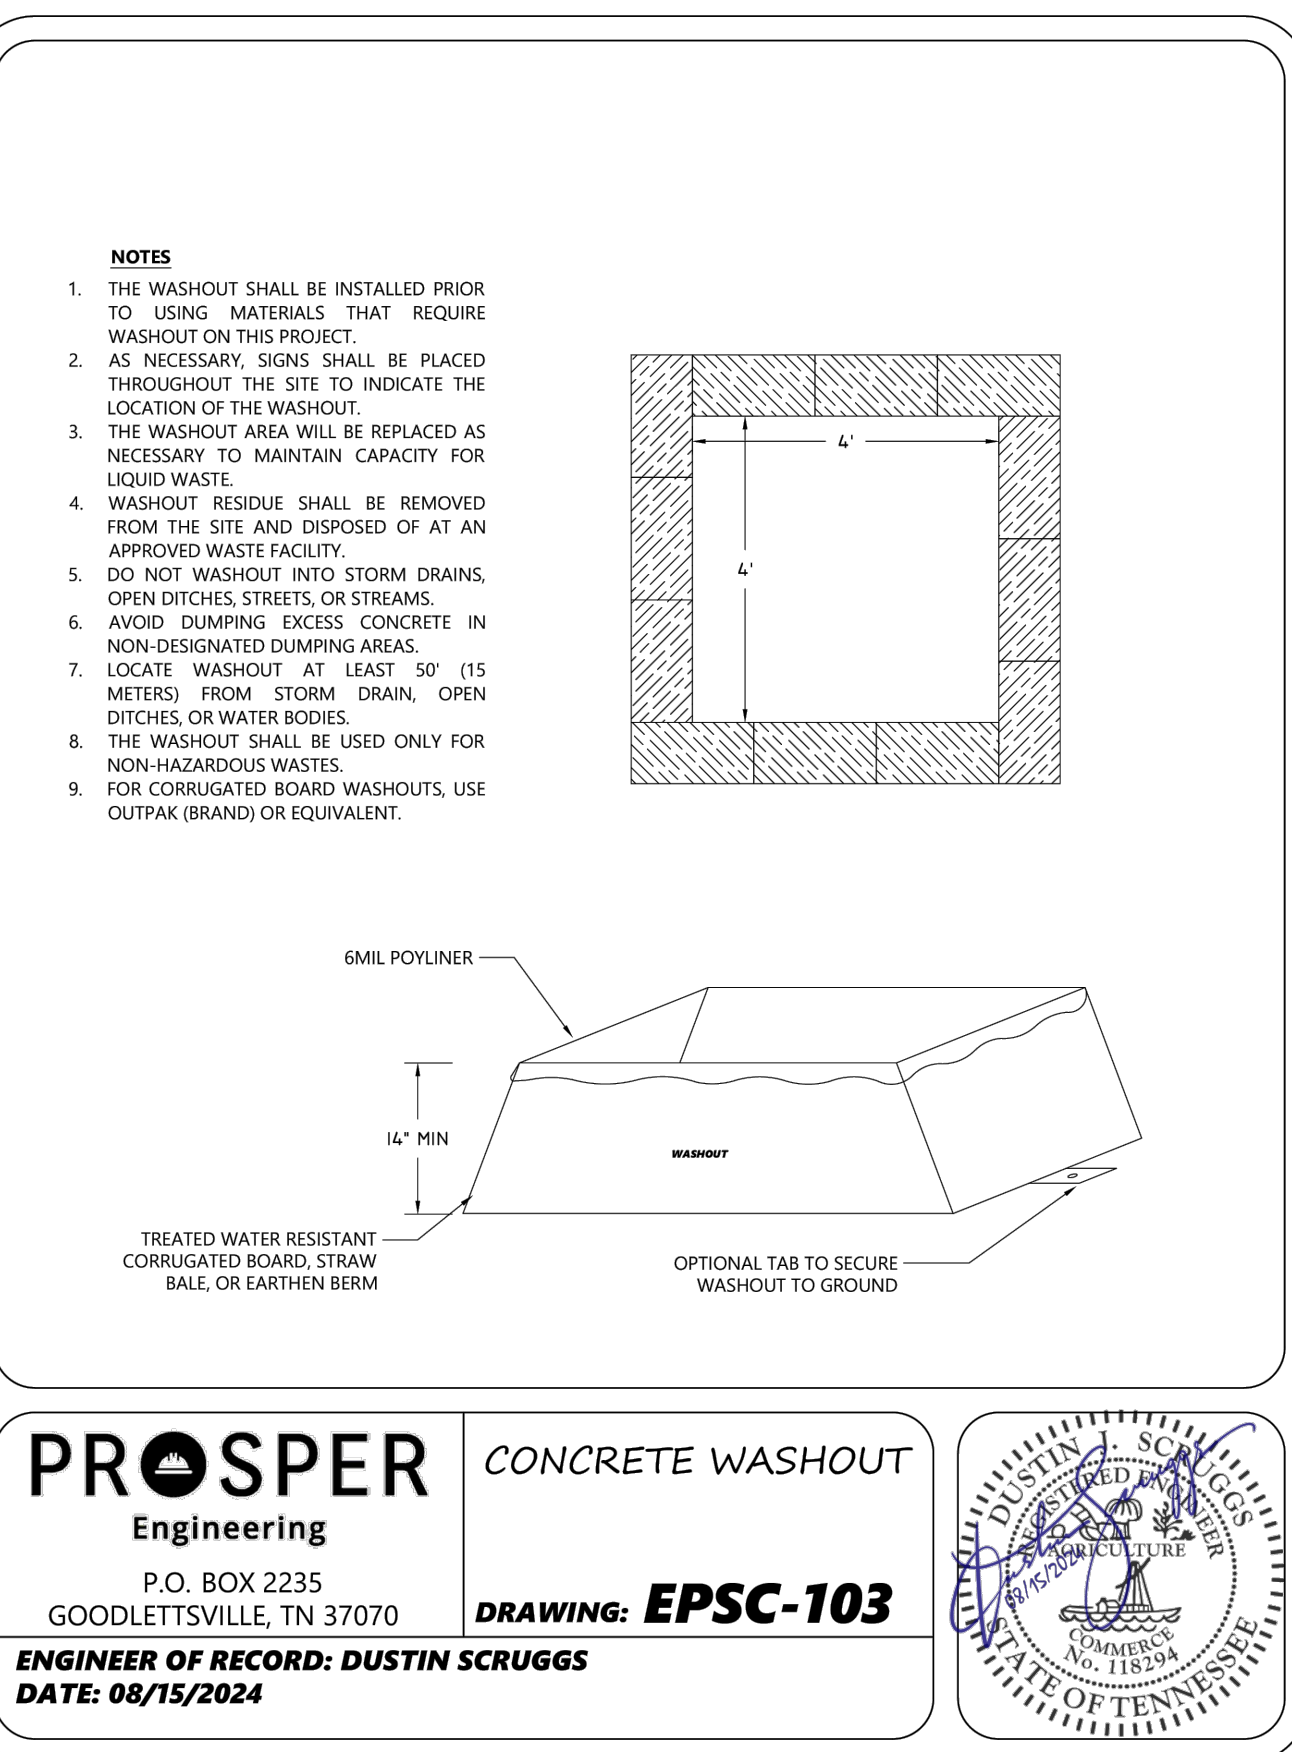 NOTES
1. THE WASHOUT SHALL BE INSTALLED PRIOR
TO USING MATERIALS THAT REQUIRE
WASHOUT ON THIS PROJECT.
2. AS NECESSARY, SIGNS SHALL BE PLACED
THROUGHOUT THE SITE TO INDICATE THE
LOCATION OF THE WASHOUT.
3. THE WASHOUT AREA WILL BE REPLACED AS
NECESSARY TO MAINTAIN CAPACITY FOR
LIQUID WASTE.
4. WASHOUT RESIDUE SHALL BE REMOVED
FROM THE SITE AND DISPOSED OF AT AN
APPROVED WASTE FACILITY.
5. DO NOT WASHOUT INTO STORM DRAINS,
OPEN DITCHES, STREETS, OR STREAMS.
6. AVOID DUMPING EXCESS CONCRETE IN
NON-DESIGNATED DUMPING AREAS.
7. LOCATE WASHOUT AT LEAST 50' (15
METERS) FROM STORM DRAIN, OPEN
DITCHES, OR WATER BODIES.
8. THE WASHOUT SHALL BE USED ONLY FOR
NON-HAZARDOUS WASTES.
9. FOR CORRUGATED BOARD WASHOUTS, USE
OUTPAK (BRAND) OR EQUIVALENT.
4'
4'
6MIL POYLINER
14" MIN
WASHOUT
TREATED WATER RESISTANT
CORRUGATED BOARD, STRAW
BALE, OR EARTHEN BERM
OPTIONAL TAB TO SECURE
WASHOUT TO GROUND
PROSPER
Engineering
P.O. BOX 2235
GOODLETTSVILLE, TN 37070
CONCRETE WASHOUT
DRAWING: EPSC-103
ENGINEER OF RECORD: DUSTIN SCRUGGS
DATE: 08/15/2024
DUSTIN J. SCRUGGS
REGISTERED ENGINEER
AGRICULTURE
Dustin Scruggs
08/15/2024
COMMERCE
No. 118294
STATE OF TENNESSEE